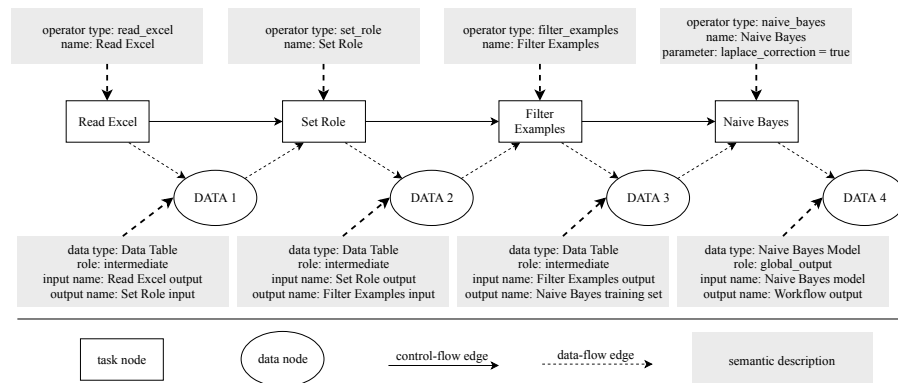 operator type: read_excel
name: Read Excel
operator type: set_role
name: Set Role
operator type: filter_examples
name: Filter Examples
operator type: naive_bayes
name: Naive Bayes
parameter: laplace_correction = true
Read Excel
Set Role
Filter
Examples
Naive Bayes
DATA 1
DATA 2
DATA 3
DATA 4
data type: Data Table
role: intermediate
input name: Read Excel output
output name: Set Role input
data type: Data Table
role: intermediate
input name: Set Role output
output name: Filter Examples input
data type: Data Table
role: intermediate
input name: Filter Examples output
output name: Naive Bayes training set
data type: Naive Bayes Model
role: global_output
input name: Naive Bayes model
output name: Workflow output
task node
data node
control-flow edge
data-flow edge
semantic description